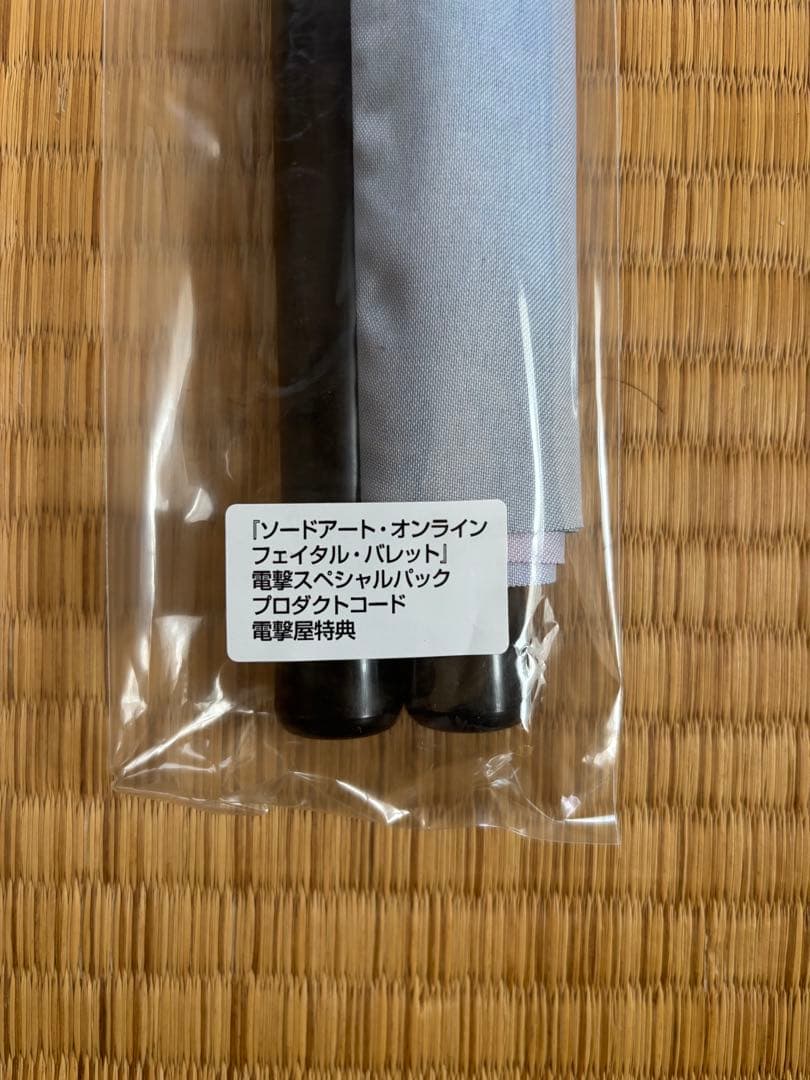 『ソードアート・オンライン
フェイタル・バレット』
電撃スペシャルパック
プロダクトコード
電撃屋特典